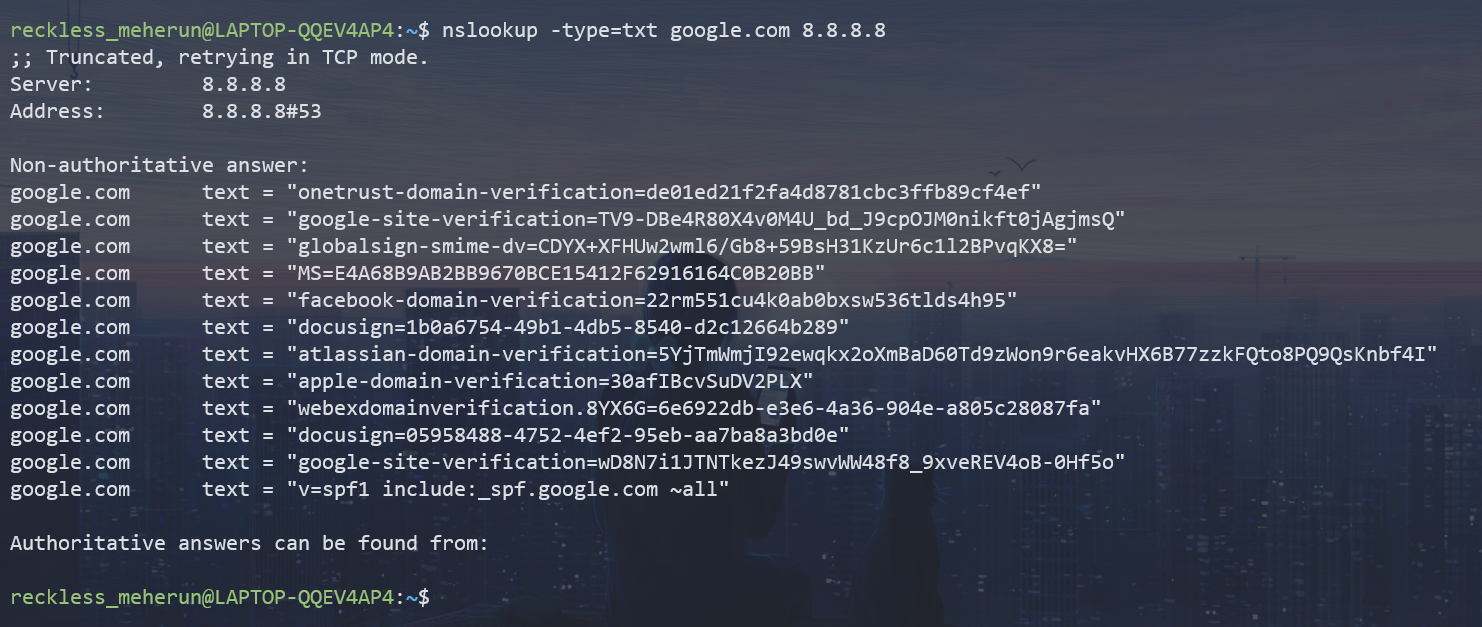 reckless_meherun@LAPTOP-QQEV4AP4:~$ nslookup -type=txt google.com 8.8.8.8
;; Truncated, retrying in TCP mode.
Server:         8.8.8.8
Address:        8.8.8.8#53

Non-authoritative answer:
google.com      text = "onetrust-domain-verification=de01ed21f2fa4d8781cbc3ffb89cf4ef"
google.com      text = "google-site-verification=TV9-DBe4R80X4v0M4U_bd_J9cpOJM0nikft0jAgjmsQ"
google.com      text = "globalsign-smime-dv=CDYX+XFHUw2wml6/Gb8+59BsH31KzUr6c1l2BPvqKX8="
google.com      text = "MS=E4A68B9AB2BB9670BCE15412F62916164C0B20BB"
google.com      text = "facebook-domain-verification=22rm551cu4k0ab0bxsw536tlds4h95"
google.com      text = "docusign=1b0a6754-49b1-4db5-8540-d2c12664b289"
google.com      text = "atlassian-domain-verification=5YjTmWmjI92ewqkx2oXmBaD60Td9zWon9r6eakvHX6B77zzkFQto8PQ9QsKnbf4I"
google.com      text = "apple-domain-verification=30afIBcvSuDV2PLX"
google.com      text = "webexdomainverification.8YX6G=6e6922db-e3e6-4a36-904e-a805c28087fa"
google.com      text = "docusign=05958488-4752-4ef2-95eb-aa7ba8a3bd0e"
google.com      text = "google-site-verification=wD8N7i1JTNTkezJ49swvWW48f8_9xveREV4oB-0Hf5o"
google.com      text = "v=spf1 include:_spf.google.com ~all"

Authoritative answers can be found from:

reckless_meherun@LAPTOP-QQEV4AP4:~$